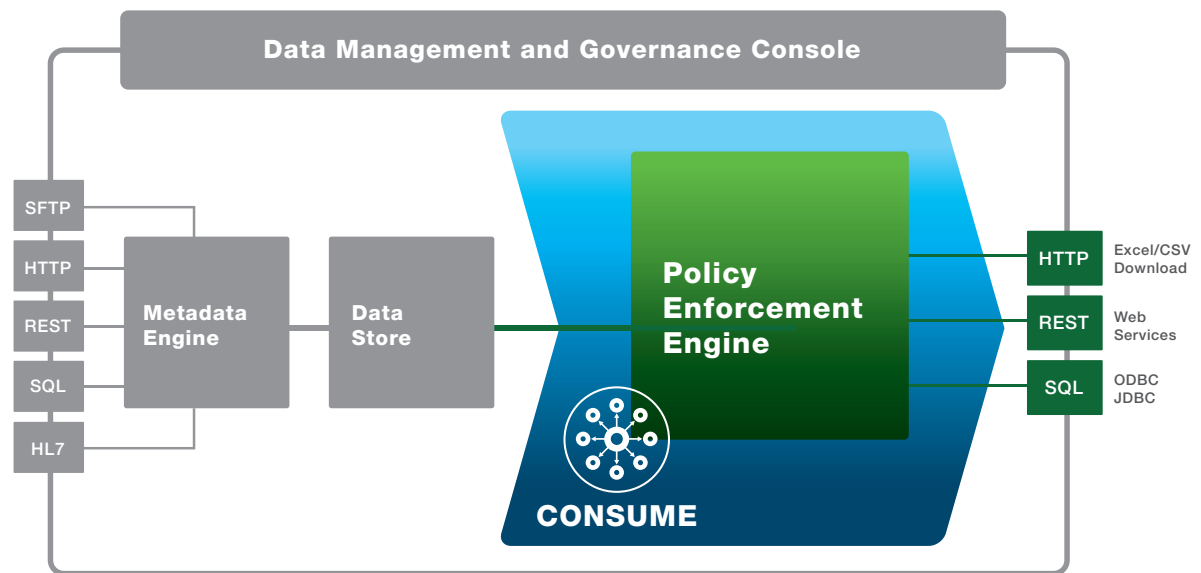 Data Management and Governance Console
SFTP
HTTP
REST
SQL
HL7
Metadata
Engine
Data
Store
Policy
Enforcement
Engine
CONSUME
HTTP
Excel/CSV
Download
REST
Web
Services
SQL
ODBC
JDBC